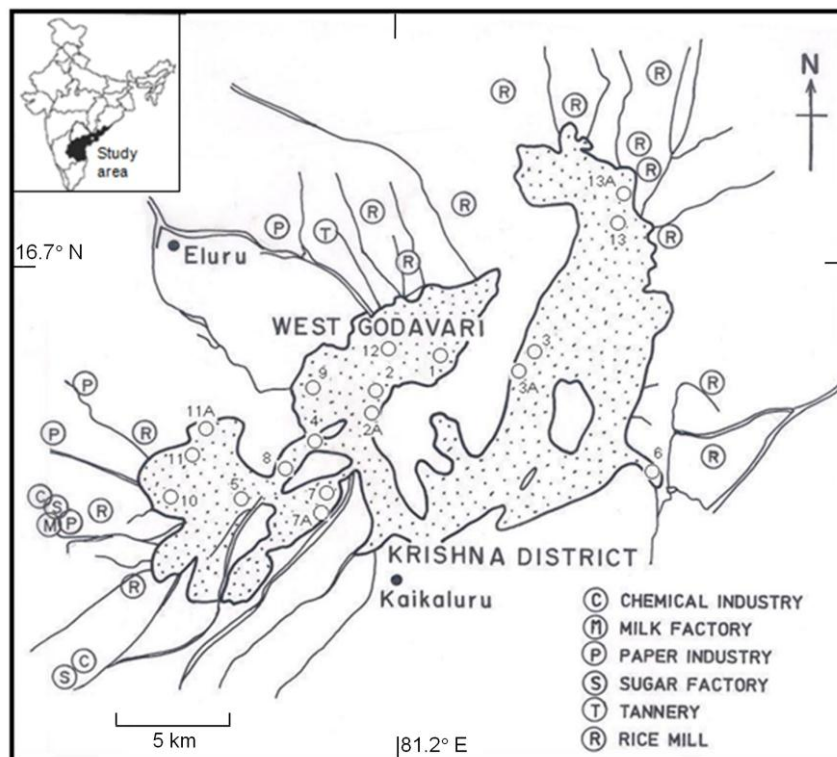 Study
area
N
R
R
R
R
R
13A
13
R
P
T
R
R
R
16.7° N
Eluru
WEST GODAVARI
12
1
3
3A
9
2
2A
R
R
P
P
R
11A
11
4
8
6
10
5
7
7A
C
S
M
P
R
R
S
C
KRISHNA DISTRICT
Kaikaluru
C CHEMICAL INDUSTRY
M MILK FACTORY
P PAPER INDUSTRY
S SUGAR FACTORY
T TANNERY
R RICE MILL
5 km
81.2° E